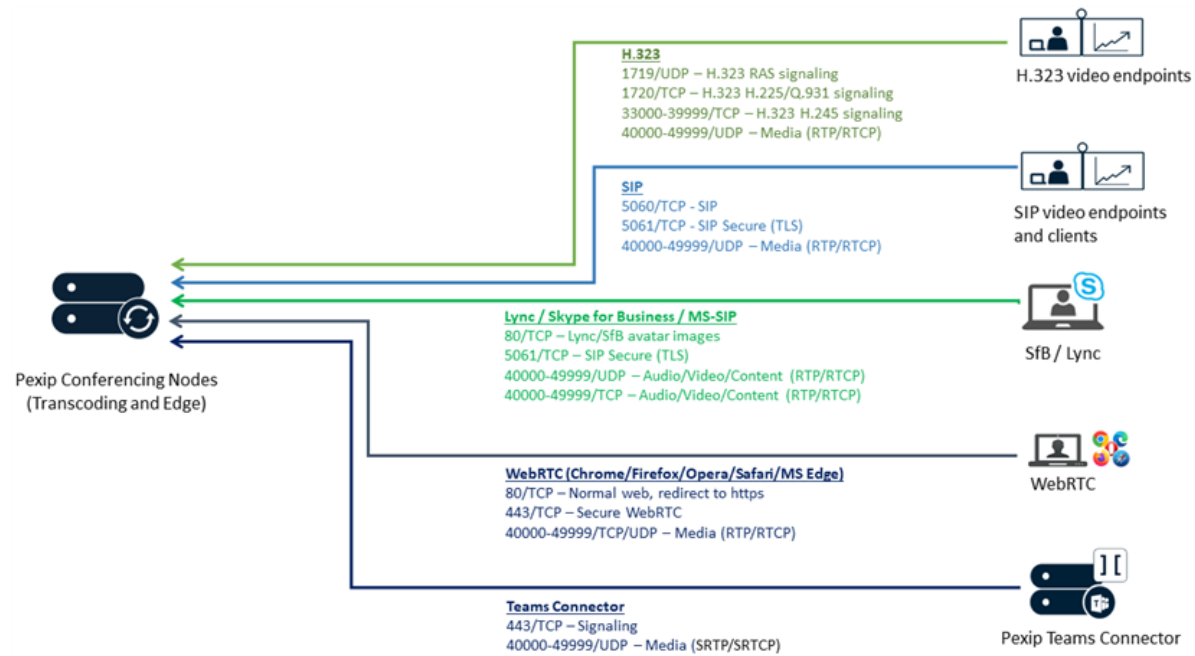 H.323
1719/UDP – H.323 RAS signaling
1720/TCP – H.323 H.225/Q.931 signaling
33000-39999/TCP – H.323 H.245 signaling
40000-49999/UDP – Media (RTP/RTCP)
H.323 video endpoints
SIP
5060/TCP - SIP
5061/TCP - SIP Secure (TLS)
40000-49999/UDP – Media (RTP/RTCP)
SIP video endpoints
and clients
Pexip Conferencing Nodes
(Transcoding and Edge)
Lync / Skype for Business / MS-SIP
80/TCP – Lync/SfB avatar images
5061/TCP – SIP Secure (TLS)
40000-49999/UDP – Audio/Video/Content (RTP/RTCP)
40000-49999/TCP – Audio/Video/Content (RTP/RTCP)
S
SfB / Lync
WebRTC (Chrome/Firefox/Opera/Safari/MS Edge)
80/TCP – Normal web, redirect to https
443/TCP – Secure WebRTC
40000-49999/TCP/UDP – Media (RTP/RTCP)
WebRTC
Teams Connector
443/TCP – Signaling
40000-49999/UDP – Media (SRTP/SRTCP)
][
T
Pexip Teams Connector